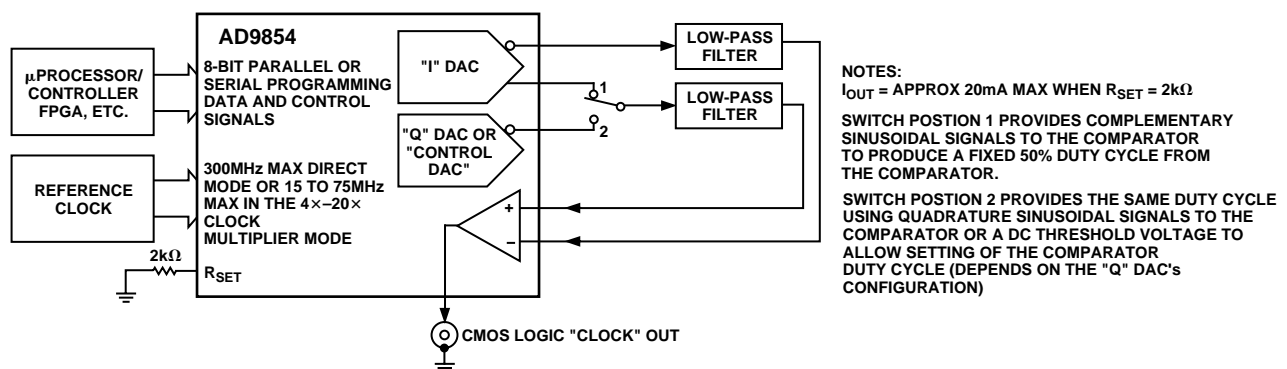 AD9854
µPROCESSOR/
CONTROLLER
FPGA, ETC.
8-BIT PARALLEL OR
SERIAL PROGRAMMING
DATA AND CONTROL
SIGNALS
REFERENCE
CLOCK
300MHz MAX DIRECT
MODE OR 15 TO 75MHz
MAX IN THE 4×–20×
CLOCK
MULTIPLIER MODE
2kΩ
RSET
"I" DAC
"Q" DAC OR
"CONTROL
DAC"
1
2
LOW-PASS
FILTER
LOW-PASS
FILTER
+
–
CMOS LOGIC "CLOCK" OUT
NOTES:
IOUT = APPROX 20mA MAX WHEN RSET = 2kΩ
SWITCH POSTION 1 PROVIDES COMPLEMENTARY
SINUSOIDAL SIGNALS TO THE COMPARATOR
TO PRODUCE A FIXED 50% DUTY CYCLE FROM
THE COMPARATOR.
SWITCH POSTION 2 PROVIDES THE SAME DUTY CYCLE
USING QUADRATURE SINUSOIDAL SIGNALS TO THE
COMPARATOR OR A DC THRESHOLD VOLTAGE TO
ALLOW SETTING OF THE COMPARATOR
DUTY CYCLE (DEPENDS ON THE "Q" DAC's
CONFIGURATION)